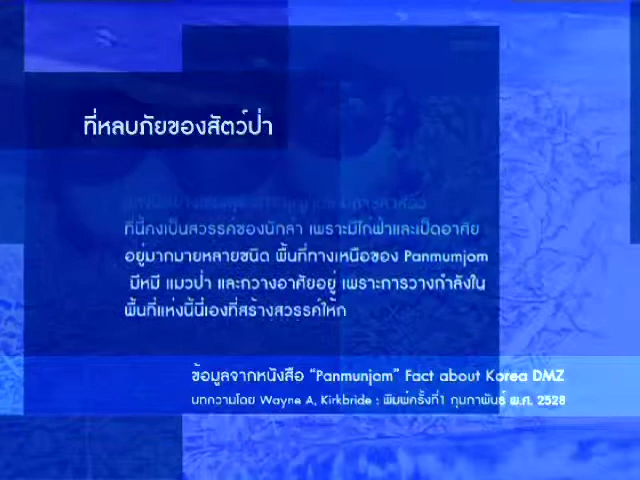 ที่หลบภัยของสัตว์ป่า
ที่นี้คงเป็นสวรรค์ของนักล่า เพราะมีไก่ฟ้าและเป็ดอาศัย
อยู่มากมายหลายชนิด พื้นที่ทางเหนือของ Panmumjom
มีหมี แมวป่า และกวางอาศัยอยู่ เพราะการวางกำลังใน
พื้นที่แห่งนี้นี่เองที่สร้างสวรรค์ให้ก
ข้อมูลจากหนังสือ “Panmunjom” Fact about Korea DMZ
บทความโดย Wayne A. Kirkbride : พิมพ์ครั้งที่1 กุมภาพันธ์ พ.ศ. 2528